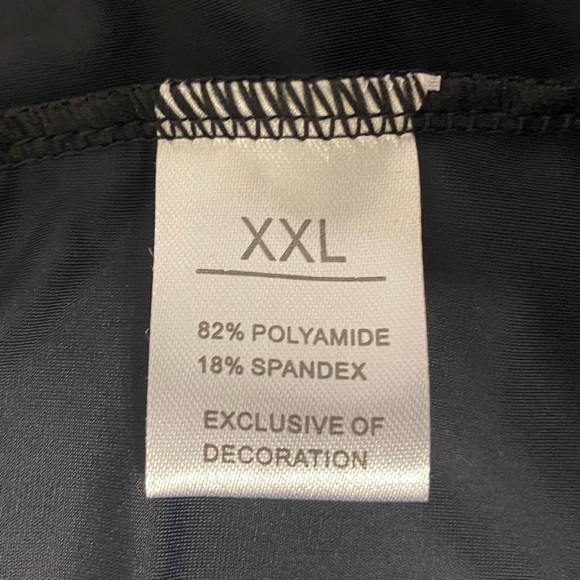 XXL
82% POLYAMIDE
18% SPANDEX
EXCLUSIVE OF
DECORATION